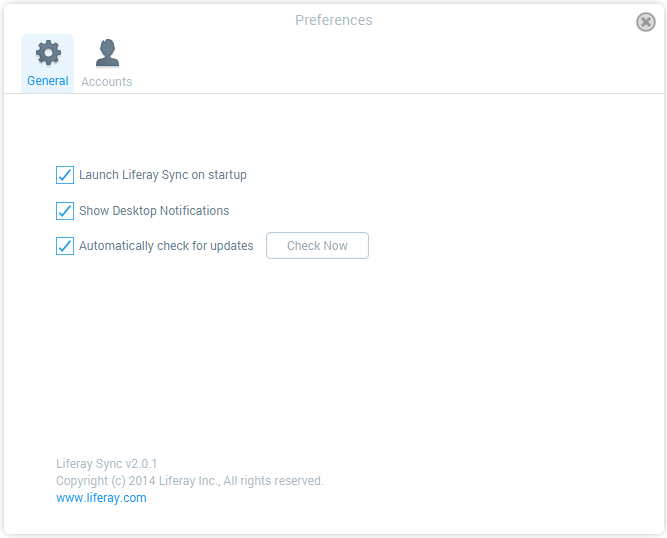 Preferences
General
Accounts
Launch Liferay Sync on startup
Show Desktop Notifications
Automatically check for updates
Check Now
Liferay Sync v2.0.1
Copyright (c) 2014 Liferay Inc., All rights reserved.
www.liferay.com